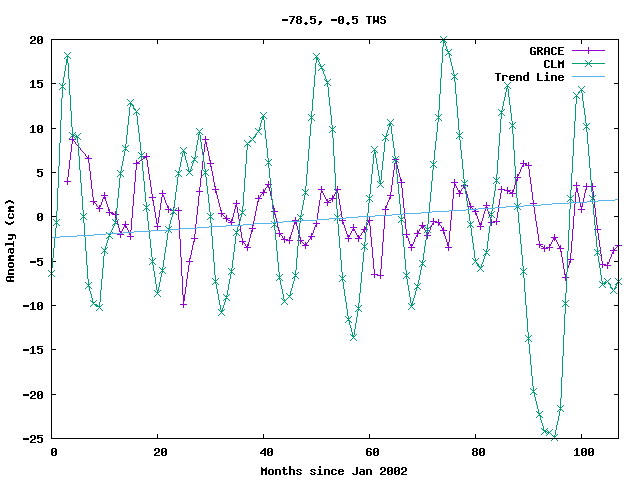 -78.5, -0.5 TWS
GRACE
CLM
Trend Line
20
15
10
5
0
-5
-10
-15
-20
-25
Anomaly (cm)
0 20 40 60 80 100
Months since Jan 2002